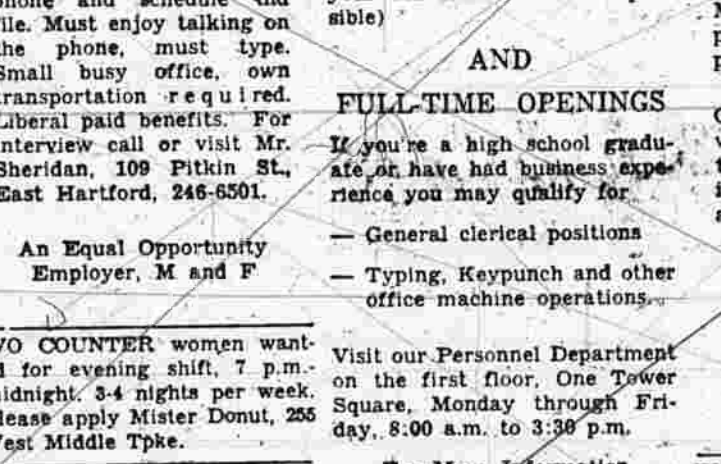 phone and schedule and
file. Must enjoy talking on
the phone, must type.
Small busy office, own
transportation required.
Liberal paid benefits. For
interview call or visit Mr.
Sheridan, 109 Pitkin St.,
East Hartford, 246-6501.
An Equal Opportunity
Employer, M and F
WO COUNTER women want-
d for evening shift, 7 p.m.-
midnight. 3-4 nights per week.
Please apply Mister Donut, 255
West Middle Tpke.
sible)
AND
FULL-TIME OPENINGS
If you're a high school gradu-
ate or have had business expe-
rience you may qualify for
— General clerical positions
— Typing, Keypunch and other
office machine operations.
Visit our Personnel Department
on the first floor, One Tower
Square, Monday through Fri-
day, 8:00 a.m. to 3:30 p.m.